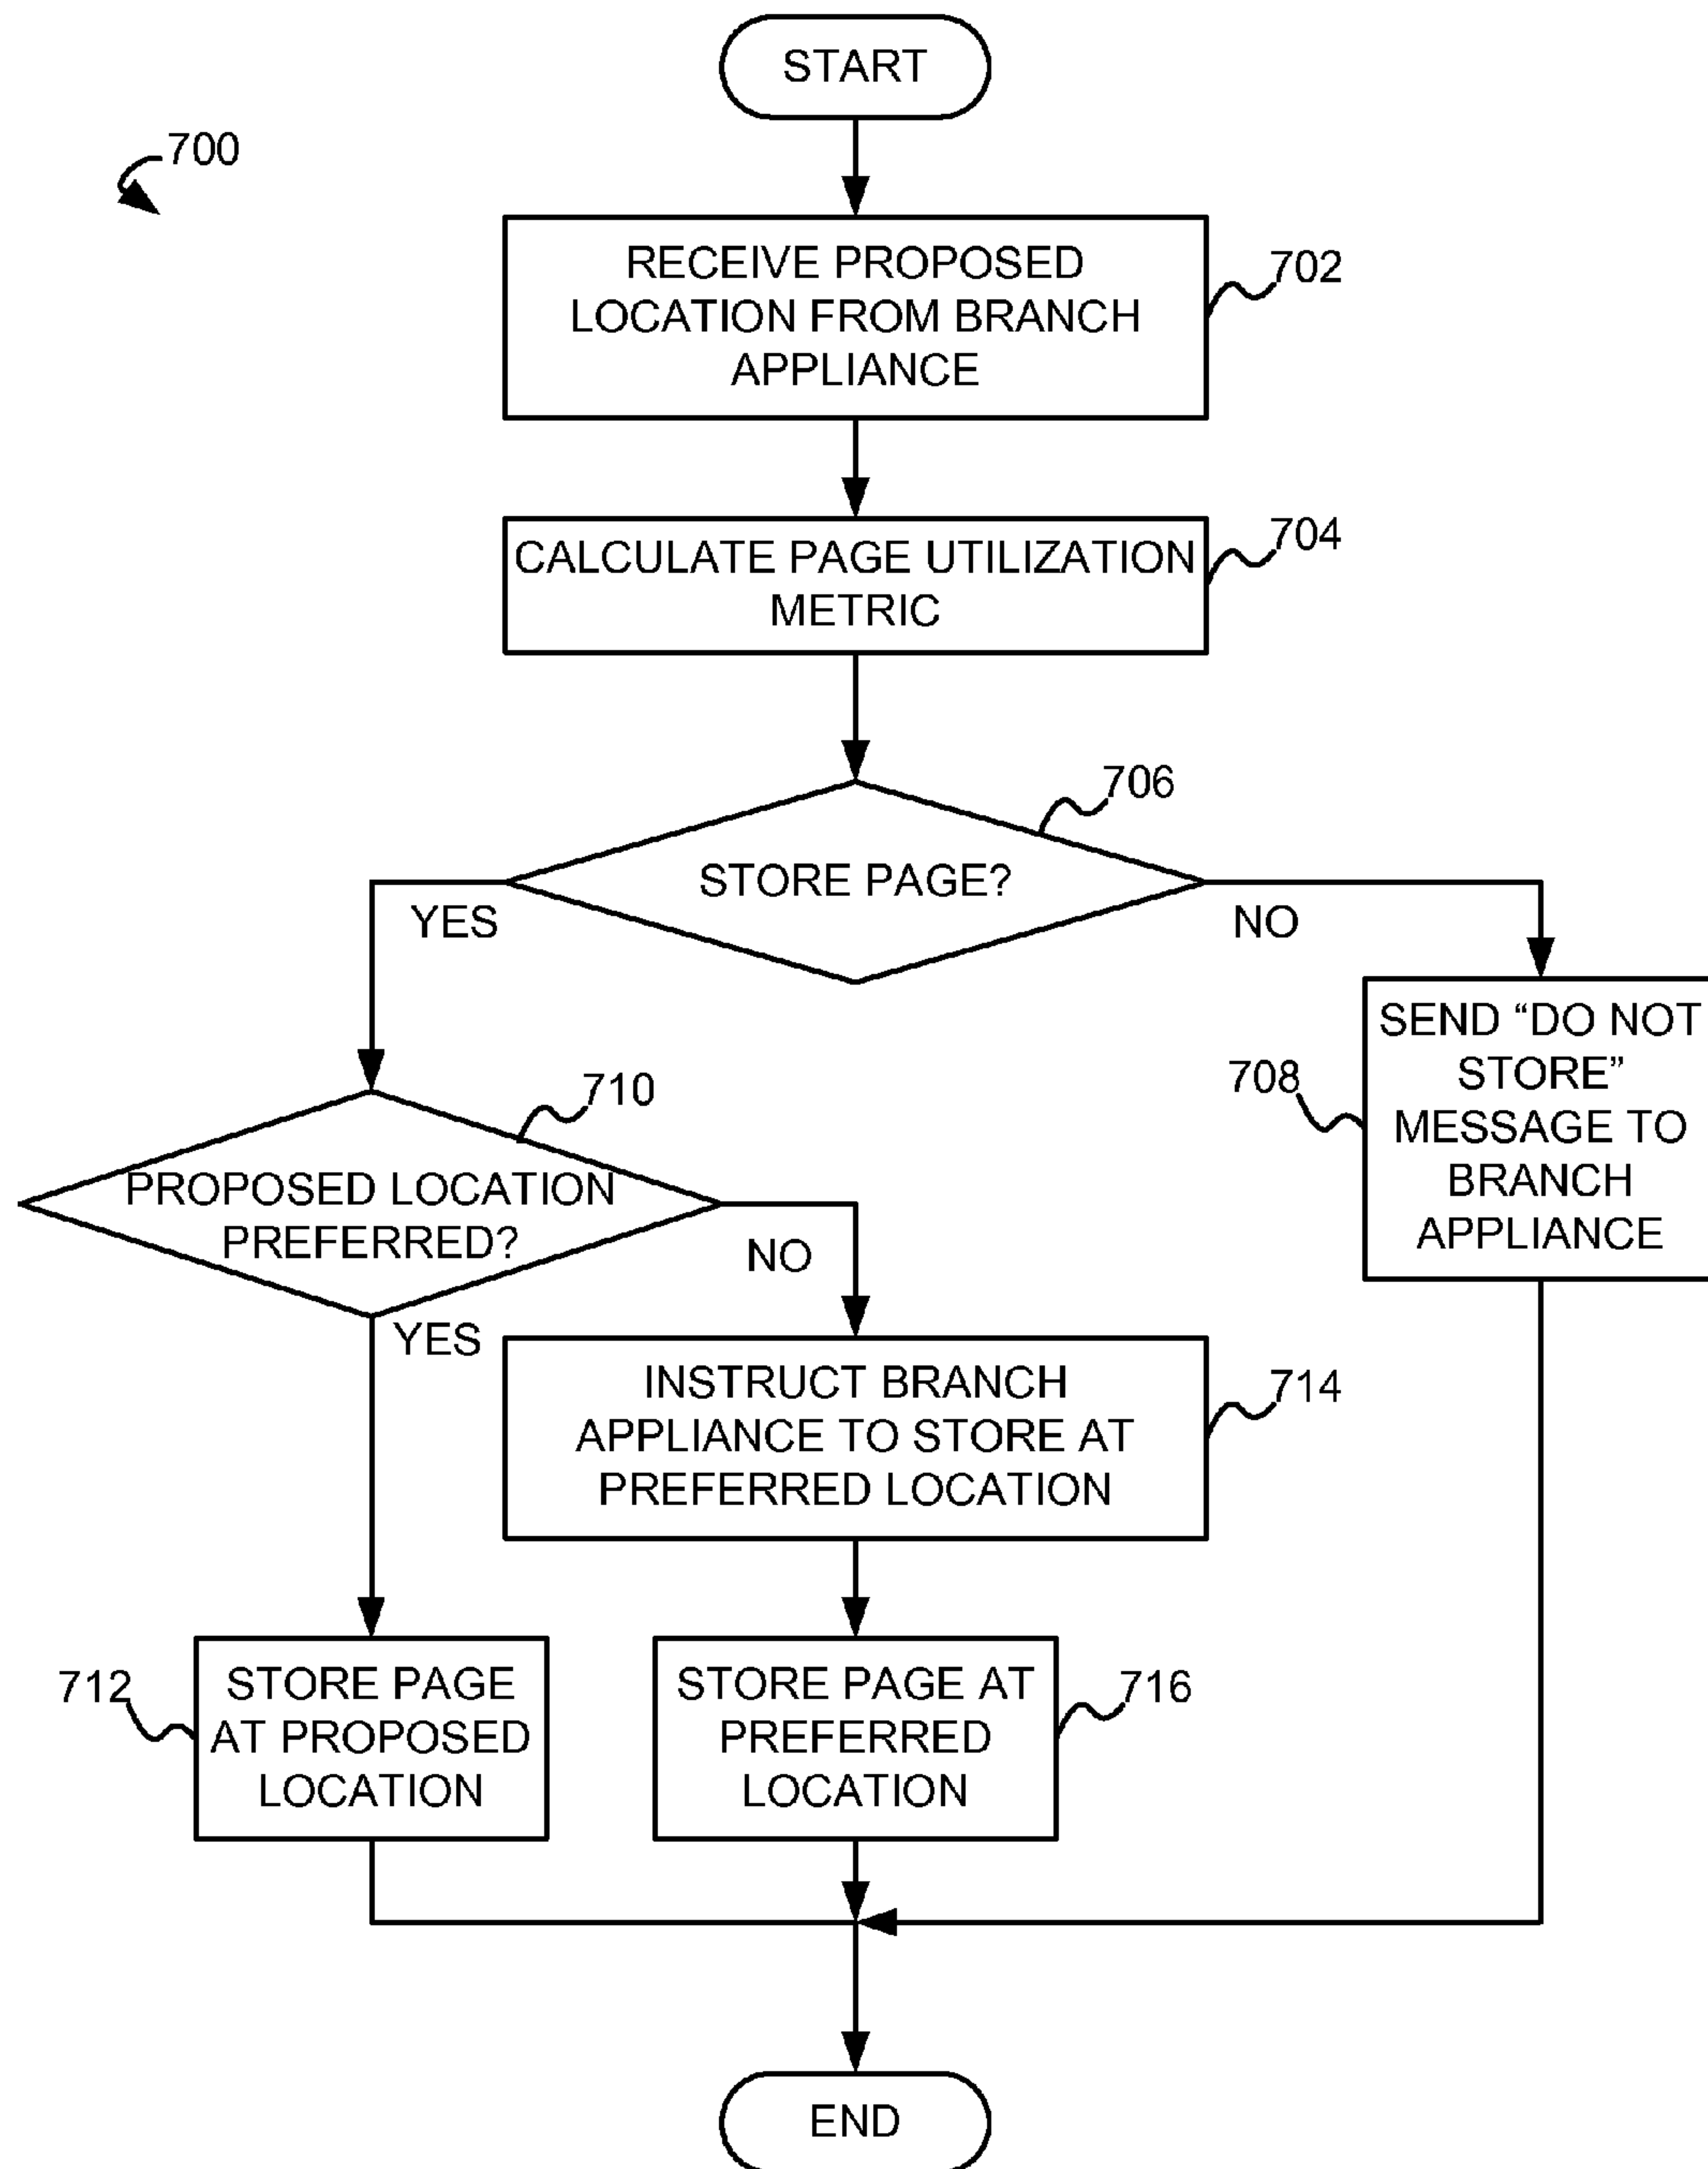 START
700
RECEIVE PROPOSED
LOCATION FROM BRANCH
APPLIANCE
702
CALCULATE PAGE UTILIZATION
METRIC
704
706
STORE PAGE?
YES
NO
SEND “DO NOT
STORE”
MESSAGE TO
BRANCH
APPLIANCE
708
710
PROPOSED LOCATION
PREFERRED?
NO
YES
INSTRUCT BRANCH
APPLIANCE TO STORE AT
PREFERRED LOCATION
714
712
STORE PAGE
AT PROPOSED
LOCATION
STORE PAGE AT
PREFERRED
LOCATION
716
END